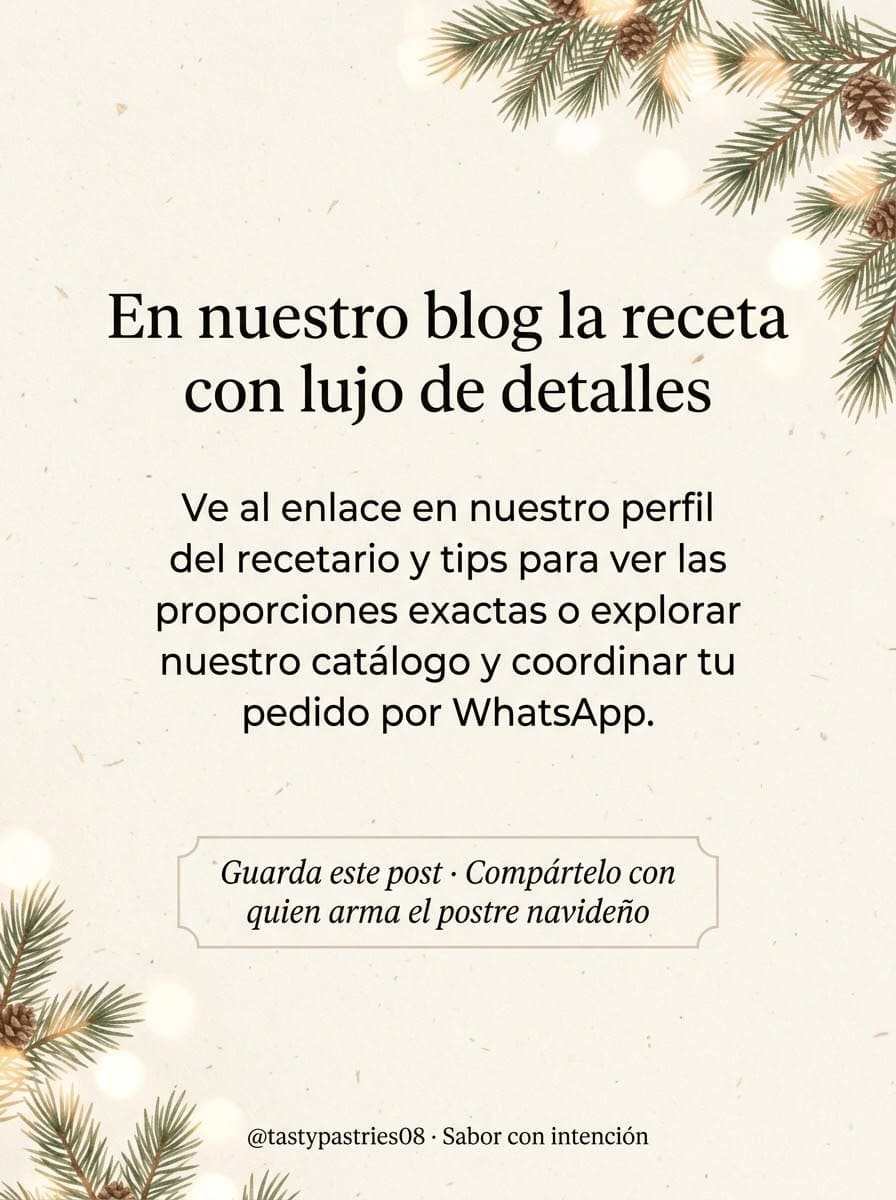 En nuestro blog la receta
con lujo de detalles
Ve al enlace en nuestro perfil
del recetario y tips para ver las
proporciones exactas o explorar
nuestro catálogo y coordinar tu
pedido por WhatsApp.
Guarda este post · Compártelo con
quien arma el postre navideño
@tastypastries08 · Sabor con intención